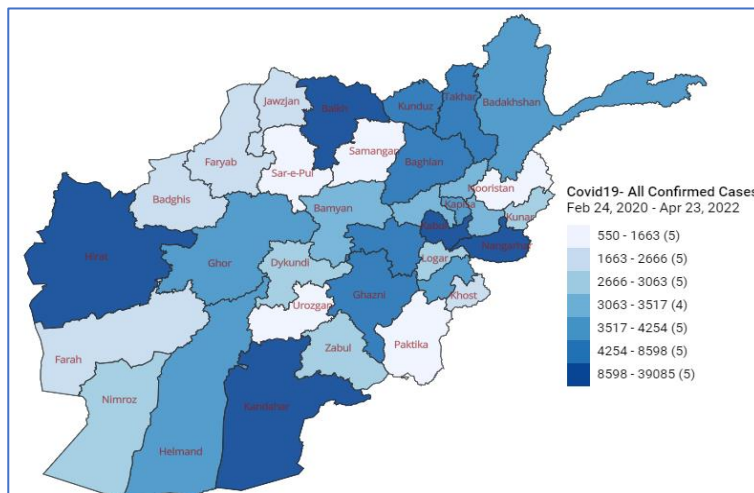 Jawzjan
Balkh
Kunduz
Takhar
Badakhshan
Faryab
Sar-e-Pul
Samangan
Baghlan
Badghis
Nooristan
Bamyan
Kapisa
Kunar
Herat
Ghor
Dykundi
Kabul
Nangarhar
Logar
Urozgan
Ghazni
Khost
Farah
Zabul
Paktika
Nimroz
Kandahar
Helmand
Covid19- All Confirmed Cases
Feb 24, 2020 - Apr 23, 2022
550 - 1663 (5)
1663 - 2666 (5)
2666 - 3063 (5)
3063 - 3517 (4)
3517 - 4254 (5)
4254 - 8598 (5)
8598 - 39085 (5)